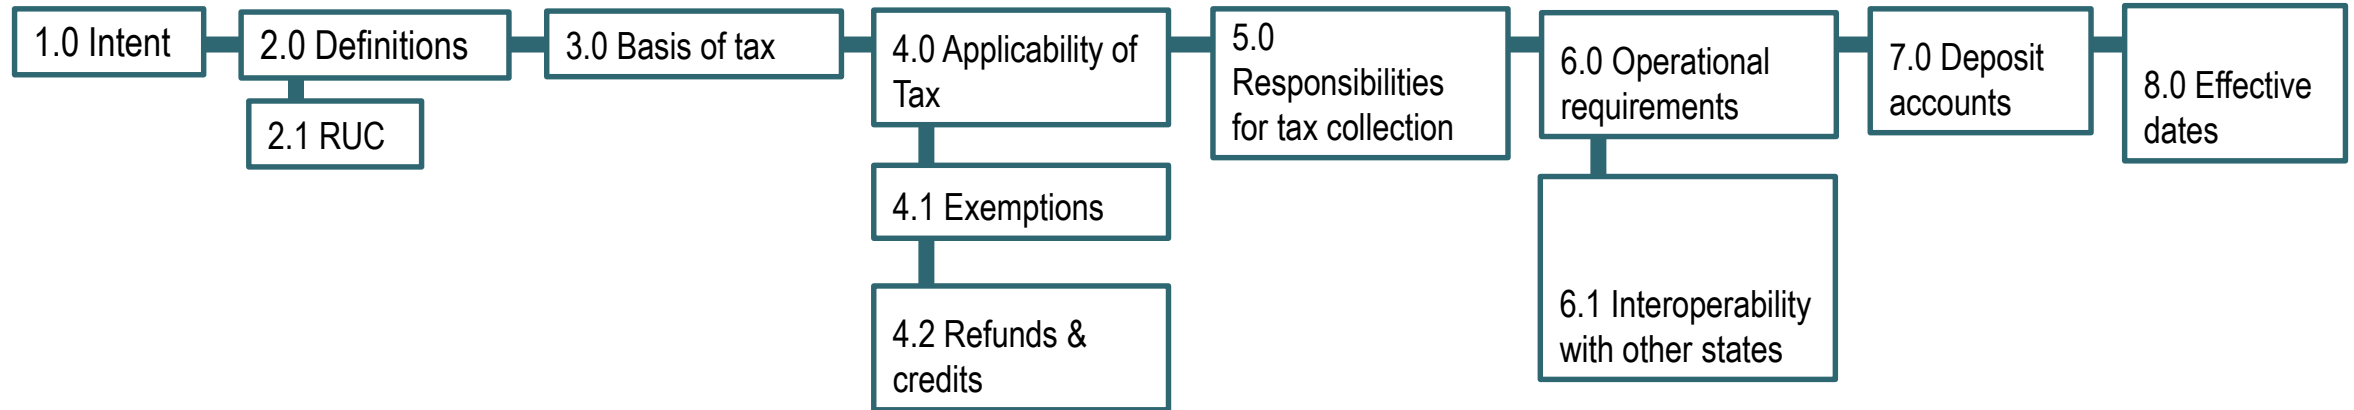 1.0 Intent
2.0 Definitions
2.1 RUC
3.0 Basis of tax
4.0 Applicability of
Tax
4.1 Exemptions
4.2 Refunds &
credits
5.0
Responsibilities
for tax collection
6.0 Operational
requirements
6.1 Interoperability
with other states
7.0 Deposit
accounts
8.0 Effective
dates